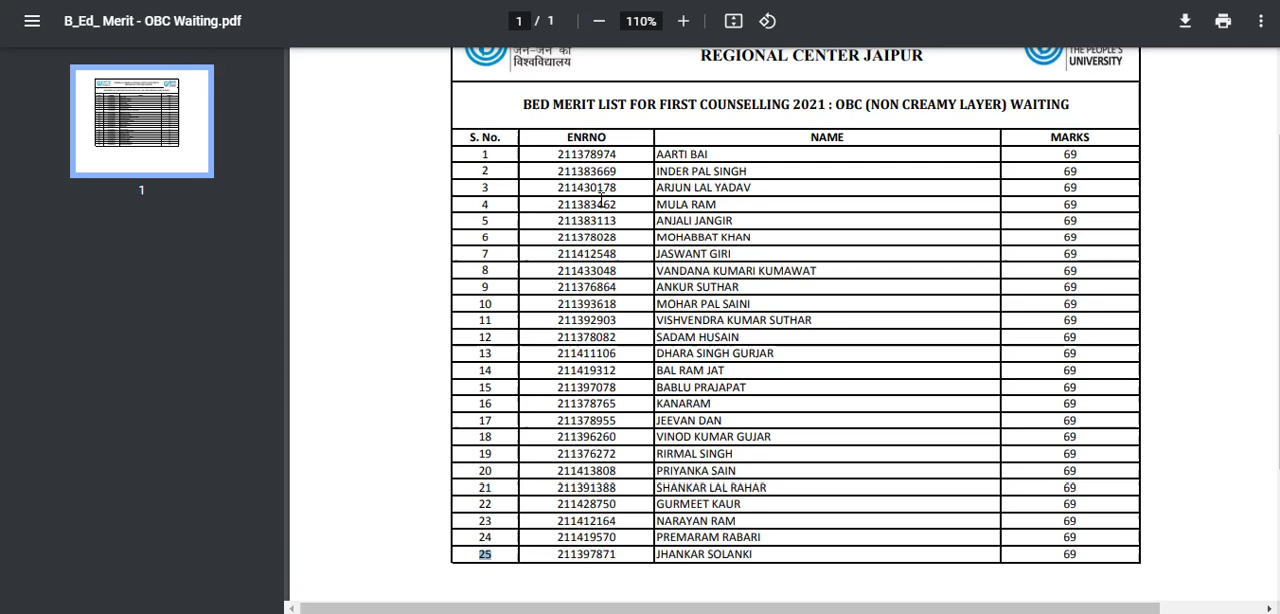 B_Ed_ Merit - OBC Waiting.pdf
1 / 1
110%
1
जन-जन का
विश्वविद्यालय
REGIONAL CENTER JAIPUR
THE PEOPLE'S
UNIVERSITY
BED MERIT LIST FOR FIRST COUNSELLING 2021 : OBC (NON CREAMY LAYER) WAITING
S. No. ENRNO NAME MARKS
1 211378974 AARTI BAI 69
2 211383669 INDER PAL SINGH 69
3 211430178 ARJUN LAL YADAV 69
4 211383462 MULA RAM 69
5 211383113 ANJALI JANGIR 69
6 211378028 MOHABBAT KHAN 69
7 211412548 JASWANT GIRI 69
8 211433048 VANDANA KUMARI KUMAWAT 69
9 211376864 ANKUR SUTHAR 69
10 211393618 MOHAR PAL SAINI 69
11 211392903 VISHVENDRA KUMAR SUTHAR 69
12 211378082 SADAM HUSAIN 69
13 211411106 DHARA SINGH GURJAR 69
14 211419312 BAL RAM JAT 69
15 211397078 BABLU PRAJAPAT 69
16 211378765 KANARAM 69
17 211378955 JEEVAN DAN 69
18 211396260 VINOD KUMAR GUJAR 69
19 211376272 RIRMAL SINGH 69
20 211413808 PRIYANKA SAIN 69
21 211391388 SHANKAR LAL RAHAR 69
22 211428750 GURMEET KAUR 69
23 211412164 NARAYAN RAM 69
24 211419570 PREMARAM RABARI 69
25 211397871 JHANKAR SOLANKI 69